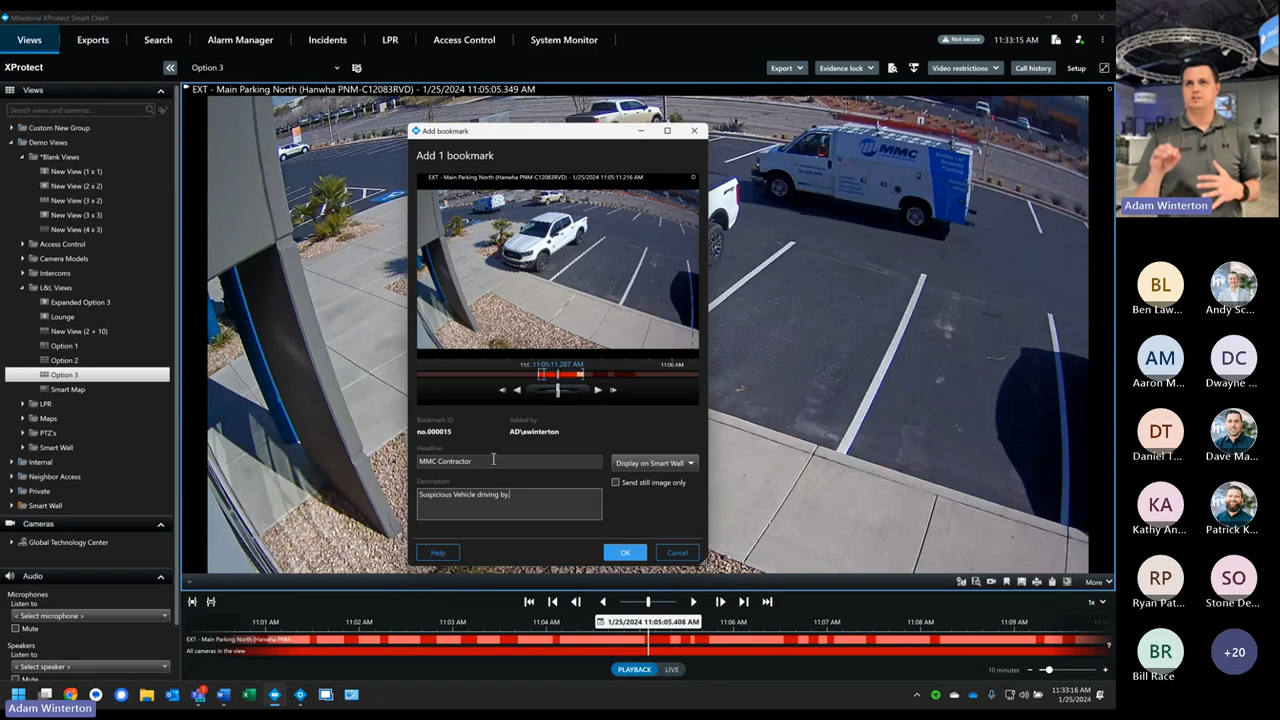 Milestone XProtect Smart Client
Views
Exports
Search
Alarm Manager
Incidents
LPR
Access Control
System Monitor
Not secure
11:33:15 AM
XProtect
Option 3
Export
Evidence lock
Video restrictions
Call history
Setup
Views
Search views and cameras...
Custom New Group
Demo Views
*Blank Views
New View (1 x 1)
New View (2 x 2)
New View (3 x 2)
New View (3 x 3)
New View (4 x 3)
Access Control
Camera Models
Intercoms
L&L Views
Expanded Option 3
Lounge
New View (2 + 10)
Option 1
Option 2
Option 3
Smart Map
LPR
Maps
PTZ's
Smart Wall
Internal
Neighbor Access
Private
Smart Wall
Cameras
Global Technology Center
Audio
Microphones
Listen to
< Select microphone >
Mute
Speakers
Listen to
< Select speaker >
Mute
EXT - Main Parking North (Hanwha PNM-C12083RVD) - 1/25/2024 11:05:05.349 AM
MMC
CONTRACTORS
Add bookmark
Add 1 bookmark
EXT - Main Parking North (Hanwha PNM-C12083RVD) - 1/25/2024 11:05:11.216 AM
11:05:11.287 AM
11:06 AM
Bookmark ID
no.000015
Added by
AD\awinterton
Headline
MMC Contractor
Display on Smart Wall
Send still image only
Description
Suspicious Vehicle driving by.
Help
OK
Cancel
More
1x
11:01 AM
11:02 AM
11:03 AM
11:04 AM
1/25/2024 11:05:05.408 AM
11:06 AM
11:07 AM
11:08 AM
11:09 AM
EXT - Main Parking North (Hanwha PNM-...
All cameras in the view
PLAYBACK
LIVE
10 minutes
11:33:16 AM
1/25/2024
Adam Winterton
Adam Winterton
BL
Ben Law...
Andy Sc...
AM
Aaron M...
DC
Dwayne ...
DT
Daniel T...
Dave Ma...
KA
Kathy An...
Patrick K...
RP
Ryan Pat...
SO
Stone De...
BR
Bill Race
+20